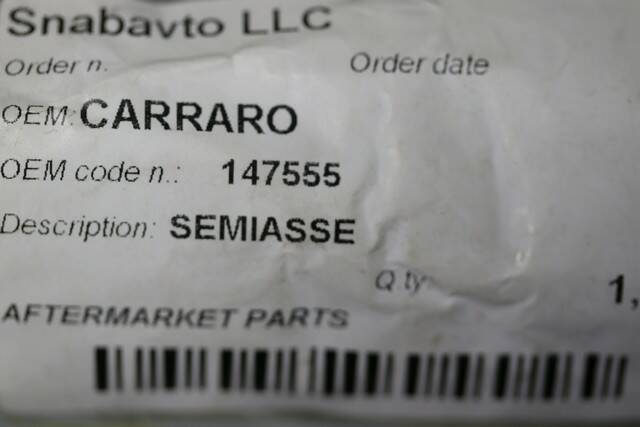 Snabavto LLC
Order n. Order date
OEM: CARRARO
OEM code n.: 147555
Description: SEMIASSE
Q.ty 1,
AFTERMARKET PARTS